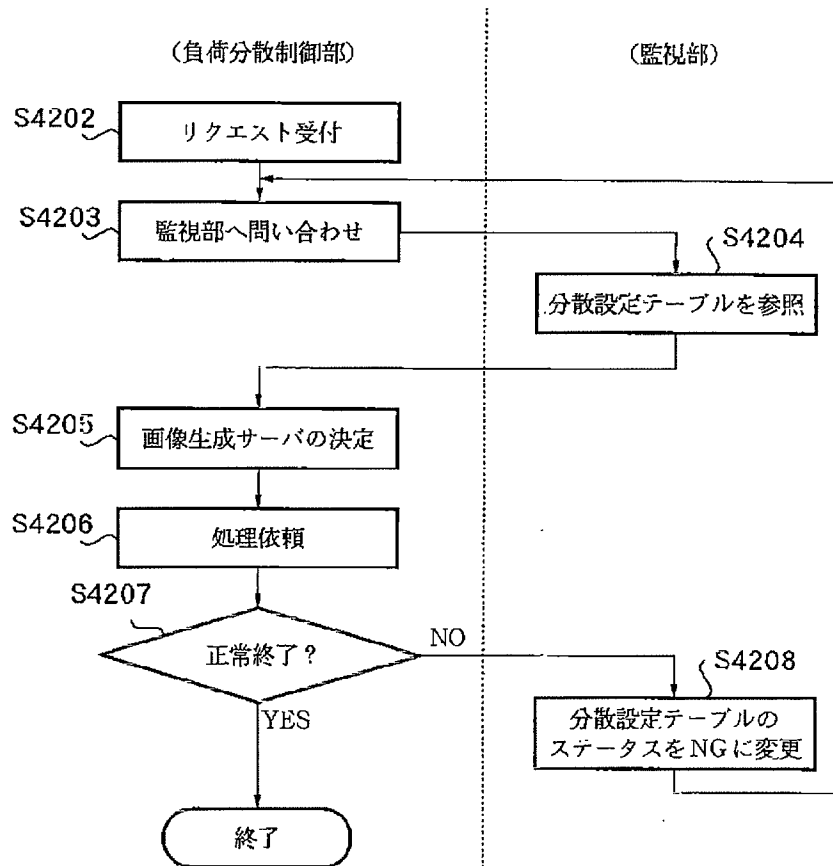 (負荷分散制御部)
(監視部)
S4202
リクエスト受付
S4203
監視部へ問い合わせ
S4204
分散設定テーブルを参照
S4205
画像生成サーバの決定
S4206
処理依頼
S4207
正常終了?
NO
YES
S4208
分散設定テーブルの
ステータスをNGに変更
終了